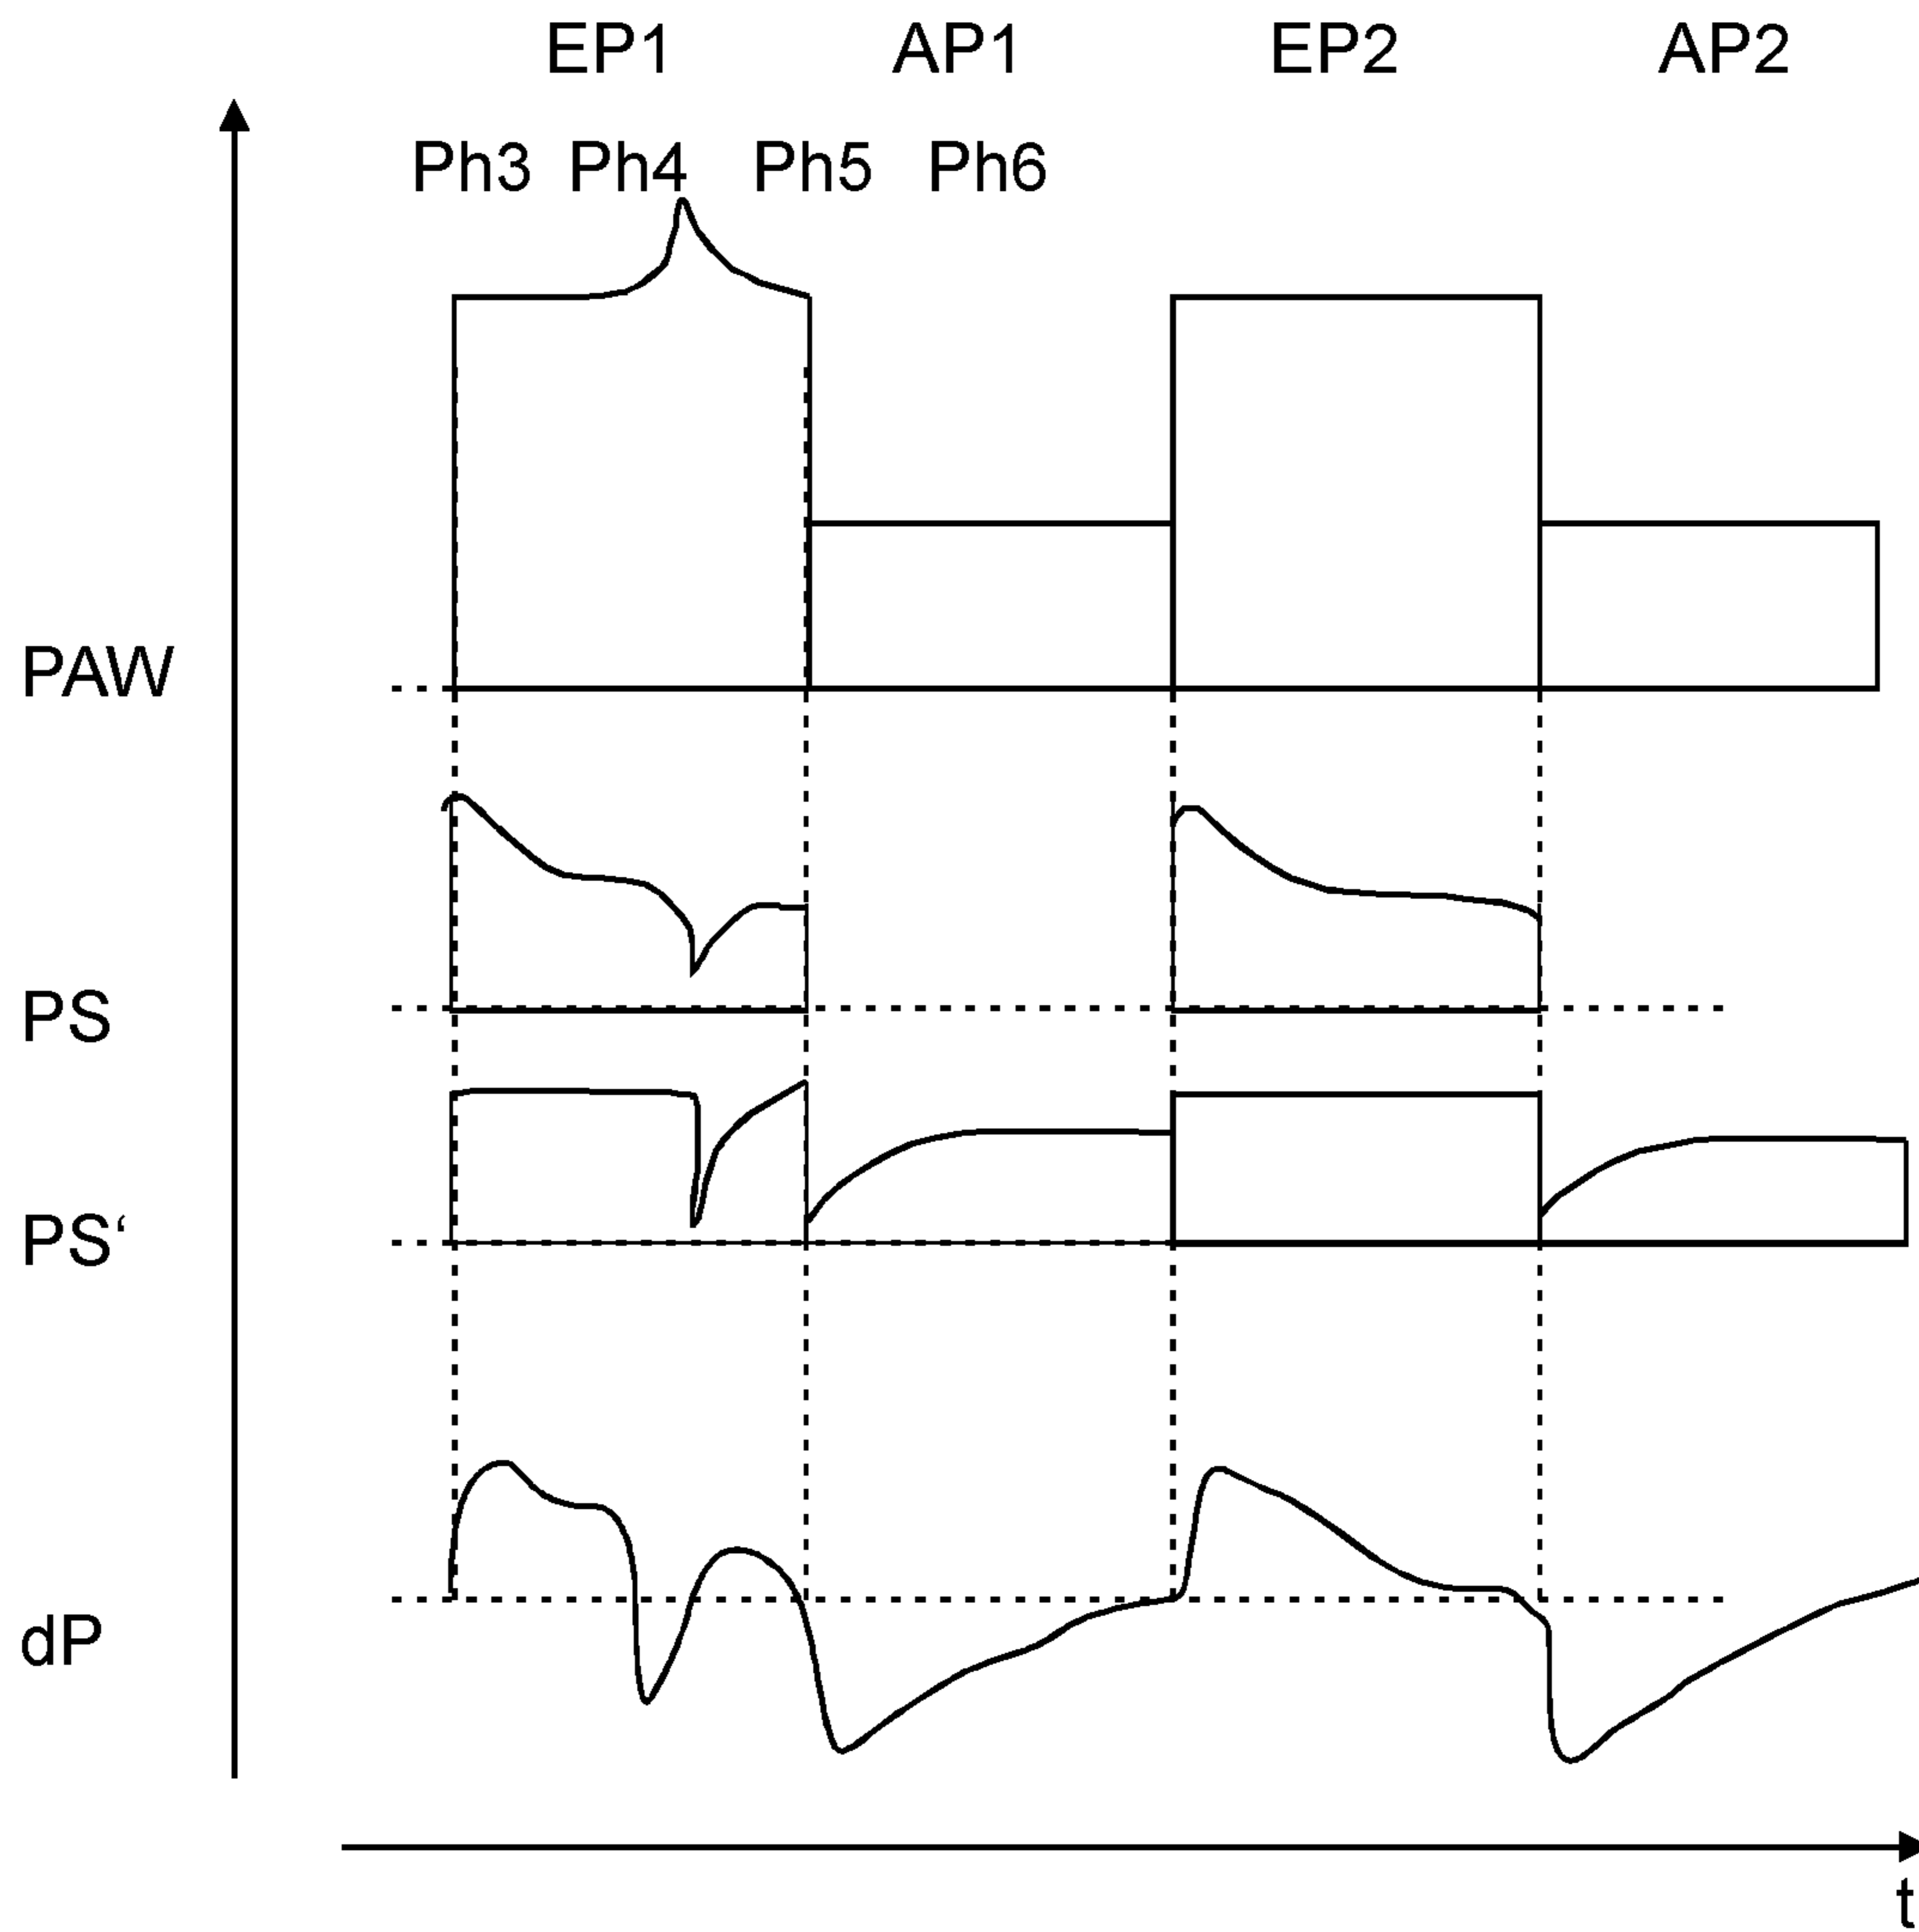 EP1 AP1 EP2 AP2
Ph3 Ph4 Ph5 Ph6
PAW
PS
PS‘
dP
t